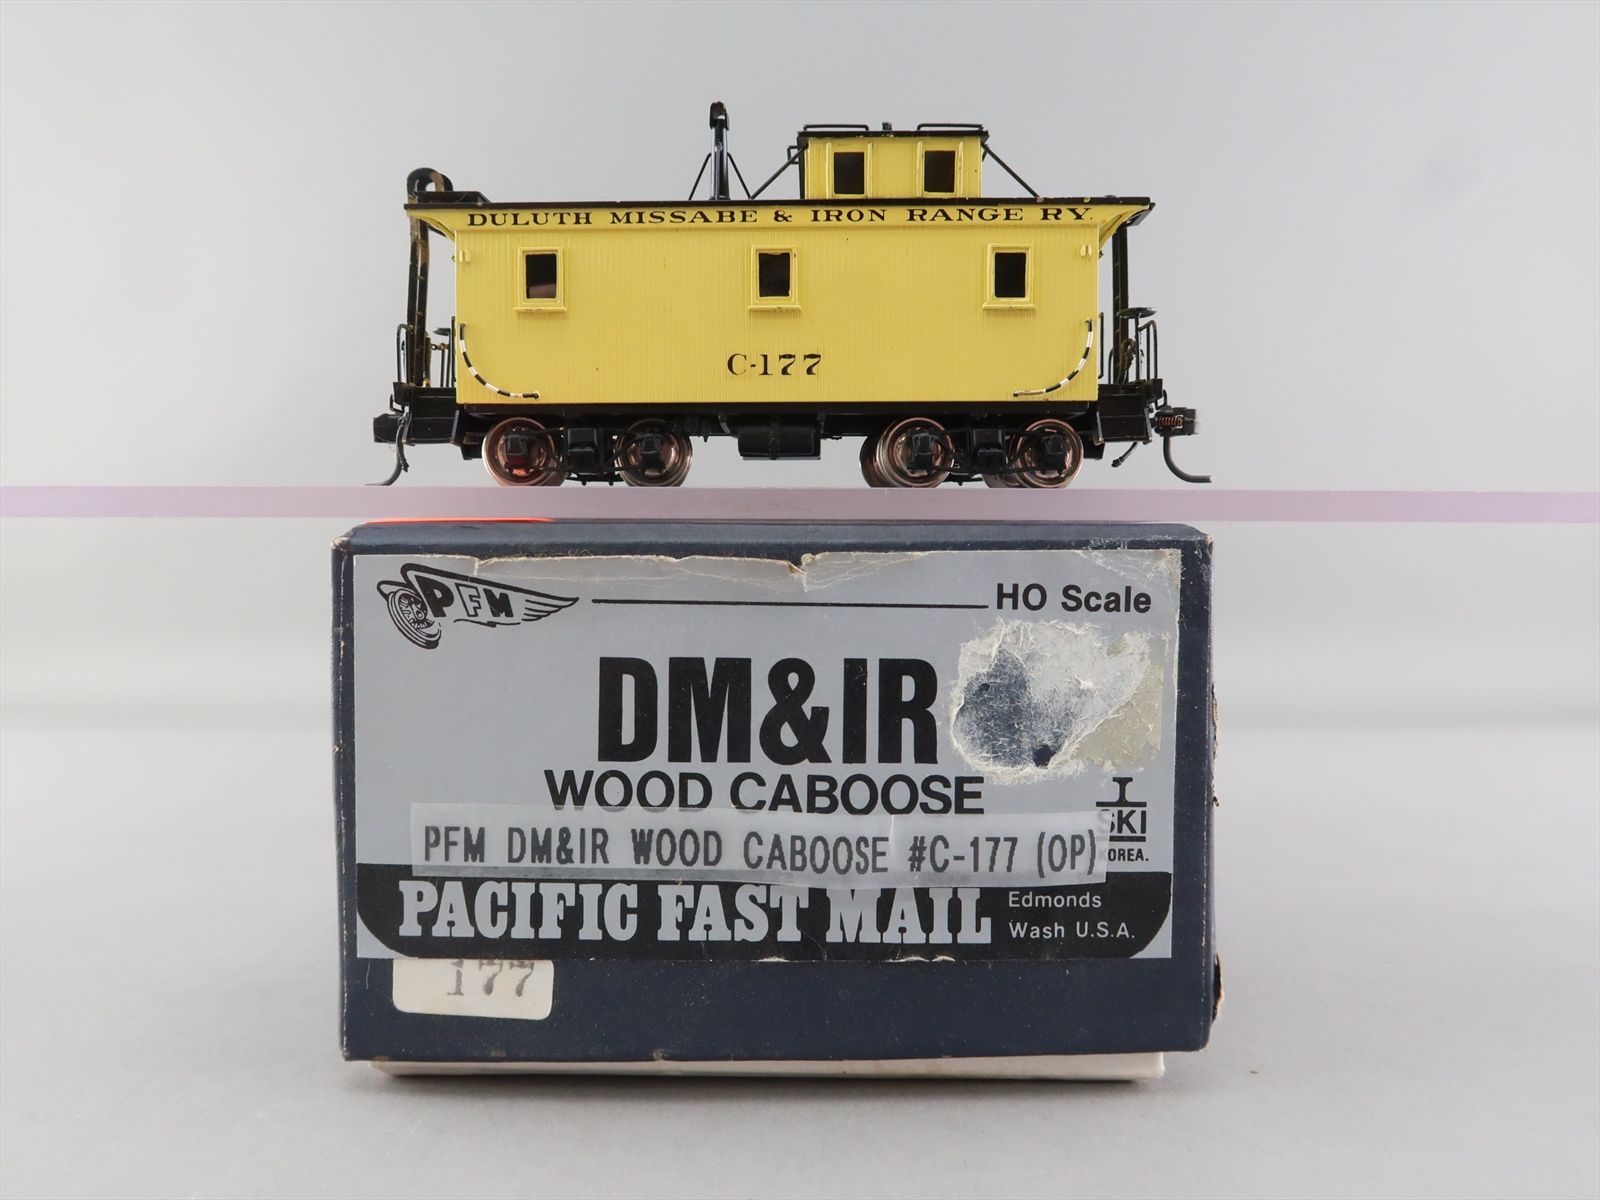 DULUTH MISSABE & IRON RANGE RY.
C-177
PFM
HO Scale
DM&IR
WOOD CABOOSE
SKI
KOREA.
PFM DM&IR WOOD CABOOSE #C-177 (OP)
PACIFIC FAST MAIL
Edmonds
Wash U.S.A.
177